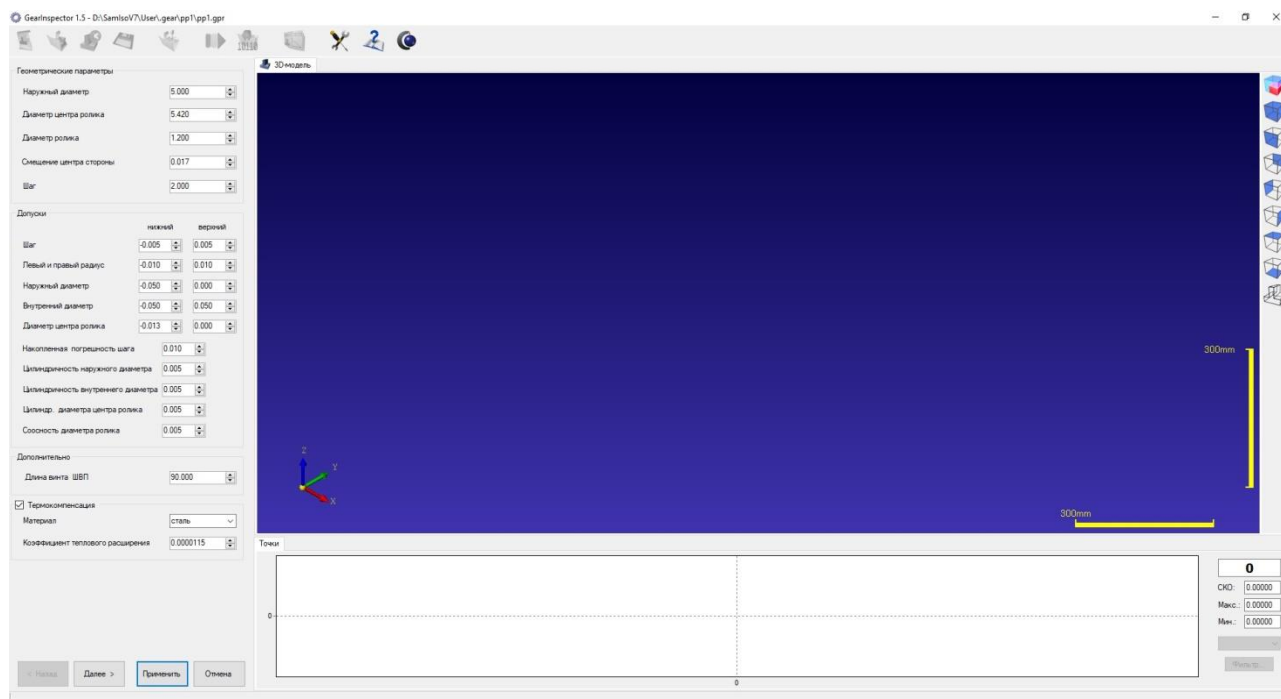 GearInspector 1.5 - D:\SamIsoV7\User\.gear\pp1\pp1.gpr
3D-модель
Геометрические параметры
Наружный диаметр 5.000
Диаметр центра ролика 5.420
Диаметр ролика 1.200
Смещение центра стороны 0.017
Шаг 2.000
Допуски
нижний верхний
Шаг -0.005 0.005
Левый и правый радиус -0.010 0.010
Наружный диаметр -0.050 0.000
Внутренний диаметр -0.050 0.050
Диаметр центра ролика -0.013 0.000
Накопленная погрешность шага 0.010
Цилиндричность наружного диаметра 0.005
Цилиндричность внутреннего диаметра 0.005
Цилиндр. диаметра центра ролика 0.005
Соосность диаметра ролика 0.005
Дополнительно
Длина винта ШВП 90.000
Термокомпенсация
Материал сталь
Коэффициент теплового расширения 0.0000115
< Назад Далее > Применить Отмена
300mm
Z
Y
X
300mm
Точки
0
0
0
СКО: 0.00000
Макс.: 0.00000
Мин.: 0.00000
Фильтр...